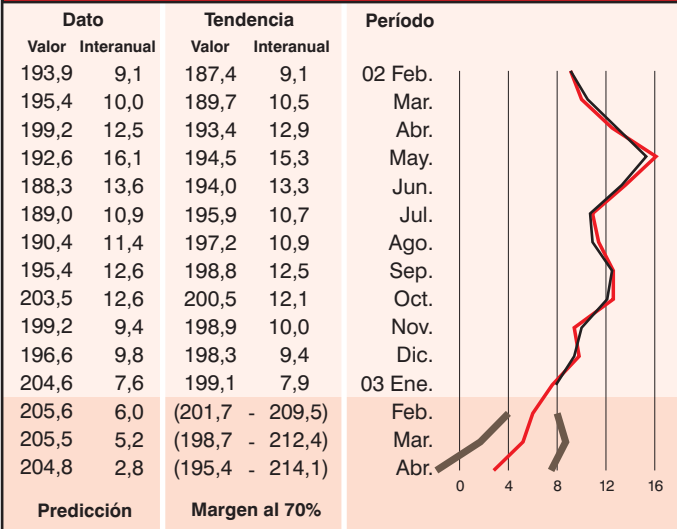 Dato Tendencia Período
Valor Interanual Valor Interanual
193,9 9,1 187,4 9,1 02 Feb.
195,4 10,0 189,7 10,5 Mar.
199,2 12,5 193,4 12,9 Abr.
192,6 16,1 194,5 15,3 May.
188,3 13,6 194,0 13,3 Jun.
189,0 10,9 195,9 10,7 Jul.
190,4 11,4 197,2 10,9 Ago.
195,4 12,6 198,8 12,5 Sep.
203,5 12,6 200,5 12,1 Oct.
199,2 9,4 198,9 10,0 Nov.
196,6 9,8 198,3 9,4 Dic.
204,6 7,6 199,1 7,9 03 Ene.
205,6 6,0 (201,7 - 209,5) Feb.
205,5 5,2 (198,7 - 212,4) Mar.
204,8 2,8 (195,4 - 214,1) Abr.
0 4 8 12 16
Predicción Margen al 70%